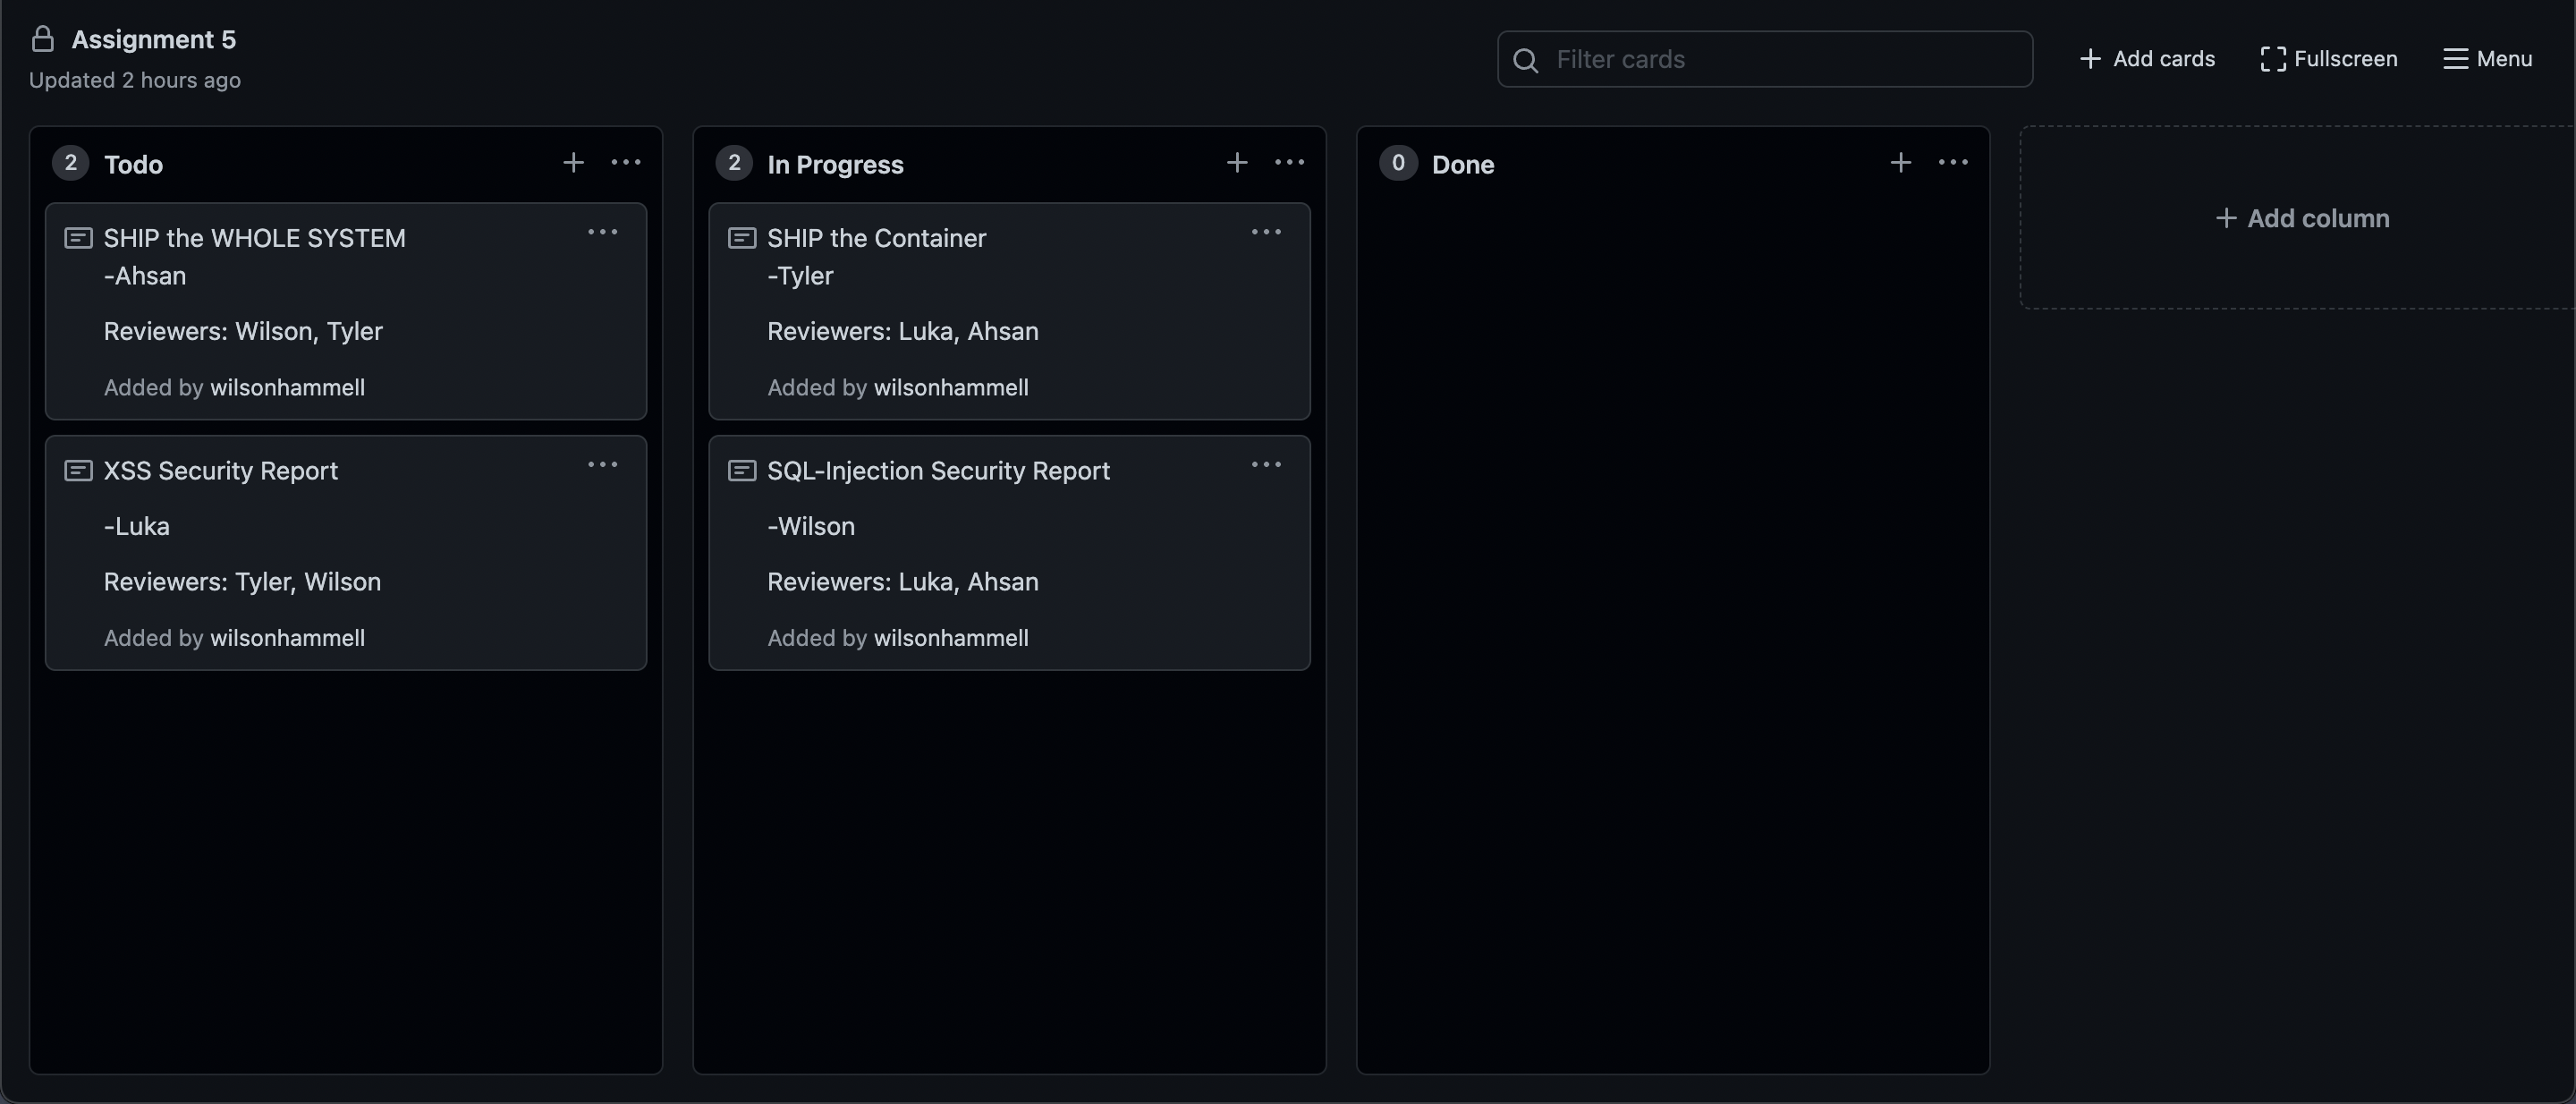 Assignment 5
Updated 2 hours ago
Filter cards
Add cards
Fullscreen
Menu
2 Todo
SHIP the WHOLE SYSTEM
-Ahsan
Reviewers: Wilson, Tyler
Added by wilsonhammell
XSS Security Report
-Luka
Reviewers: Tyler, Wilson
Added by wilsonhammell
2 In Progress
SHIP the Container
-Tyler
Reviewers: Luka, Ahsan
Added by wilsonhammell
SQL-Injection Security Report
-Wilson
Reviewers: Luka, Ahsan
Added by wilsonhammell
0 Done
Add column